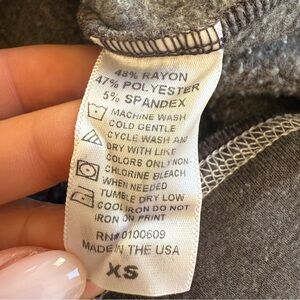 48% RAYON
47% POLYESTER
5% SPANDEX
MACHINE WASH
COLD GENTLE
CYCLE WASH AND
DRY WITH LIKE
COLORS ONLY NON-
CHLORINE BLEACH
WHEN NEEDED
TUMBLE DRY LOW
COOL IRON DO NOT
IRON ON PRINT
RN# 0100609
MADE IN THE USA
XS